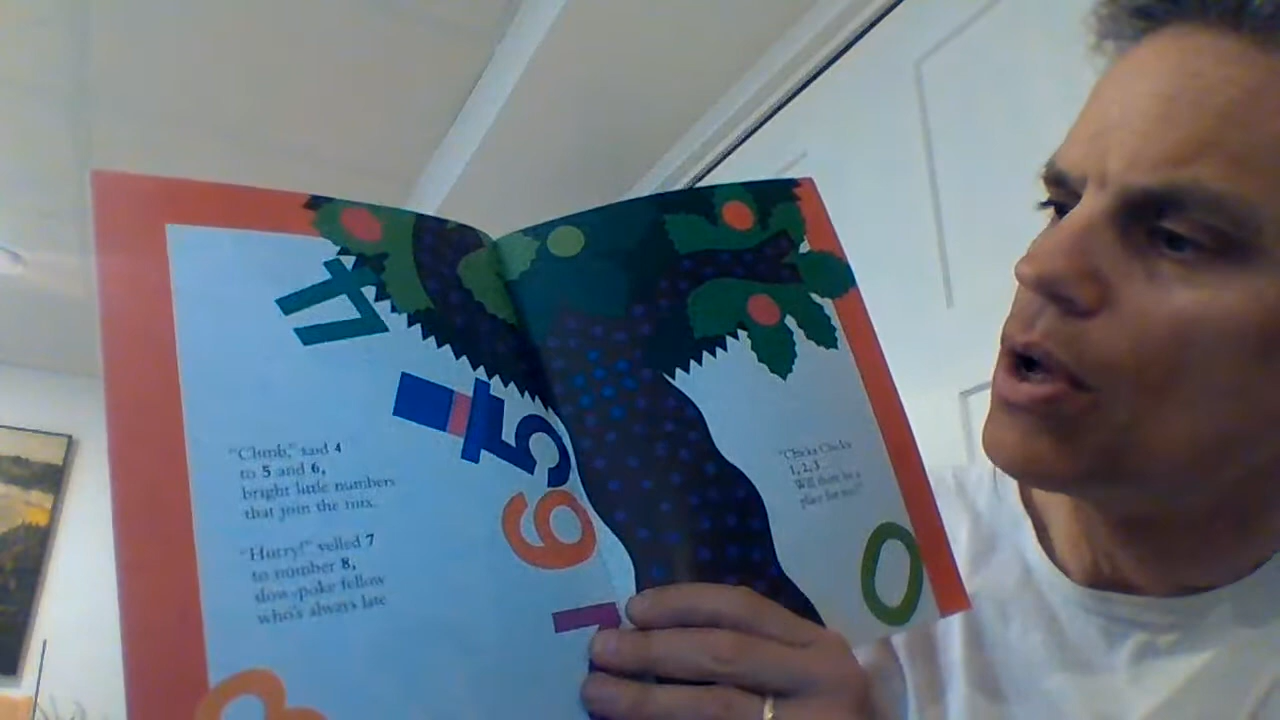 "Climb," said 4
to 5 and 6,
bright little numbers
that join the mix.
"Hurry!" yelled 7
to number 8,
slow-poke fellow
who's always late
"Chicka Chicka
1,2,3...
Will there be a
place for me?"
4
5
6
0